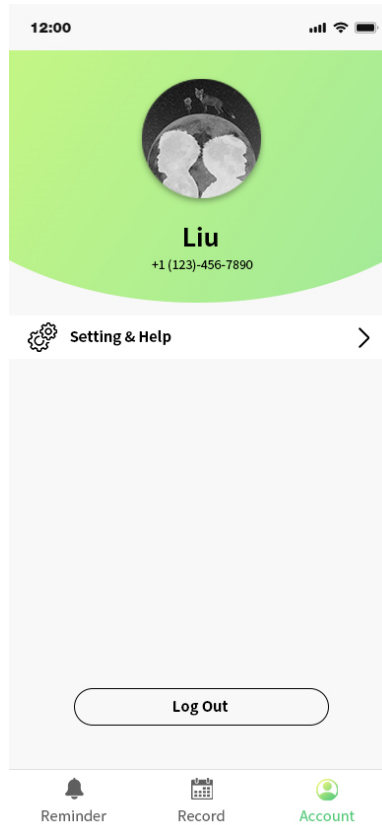 12:00
Liu
+1 (123)-456-7890
Setting & Help
Log Out
Reminder
Record
Account